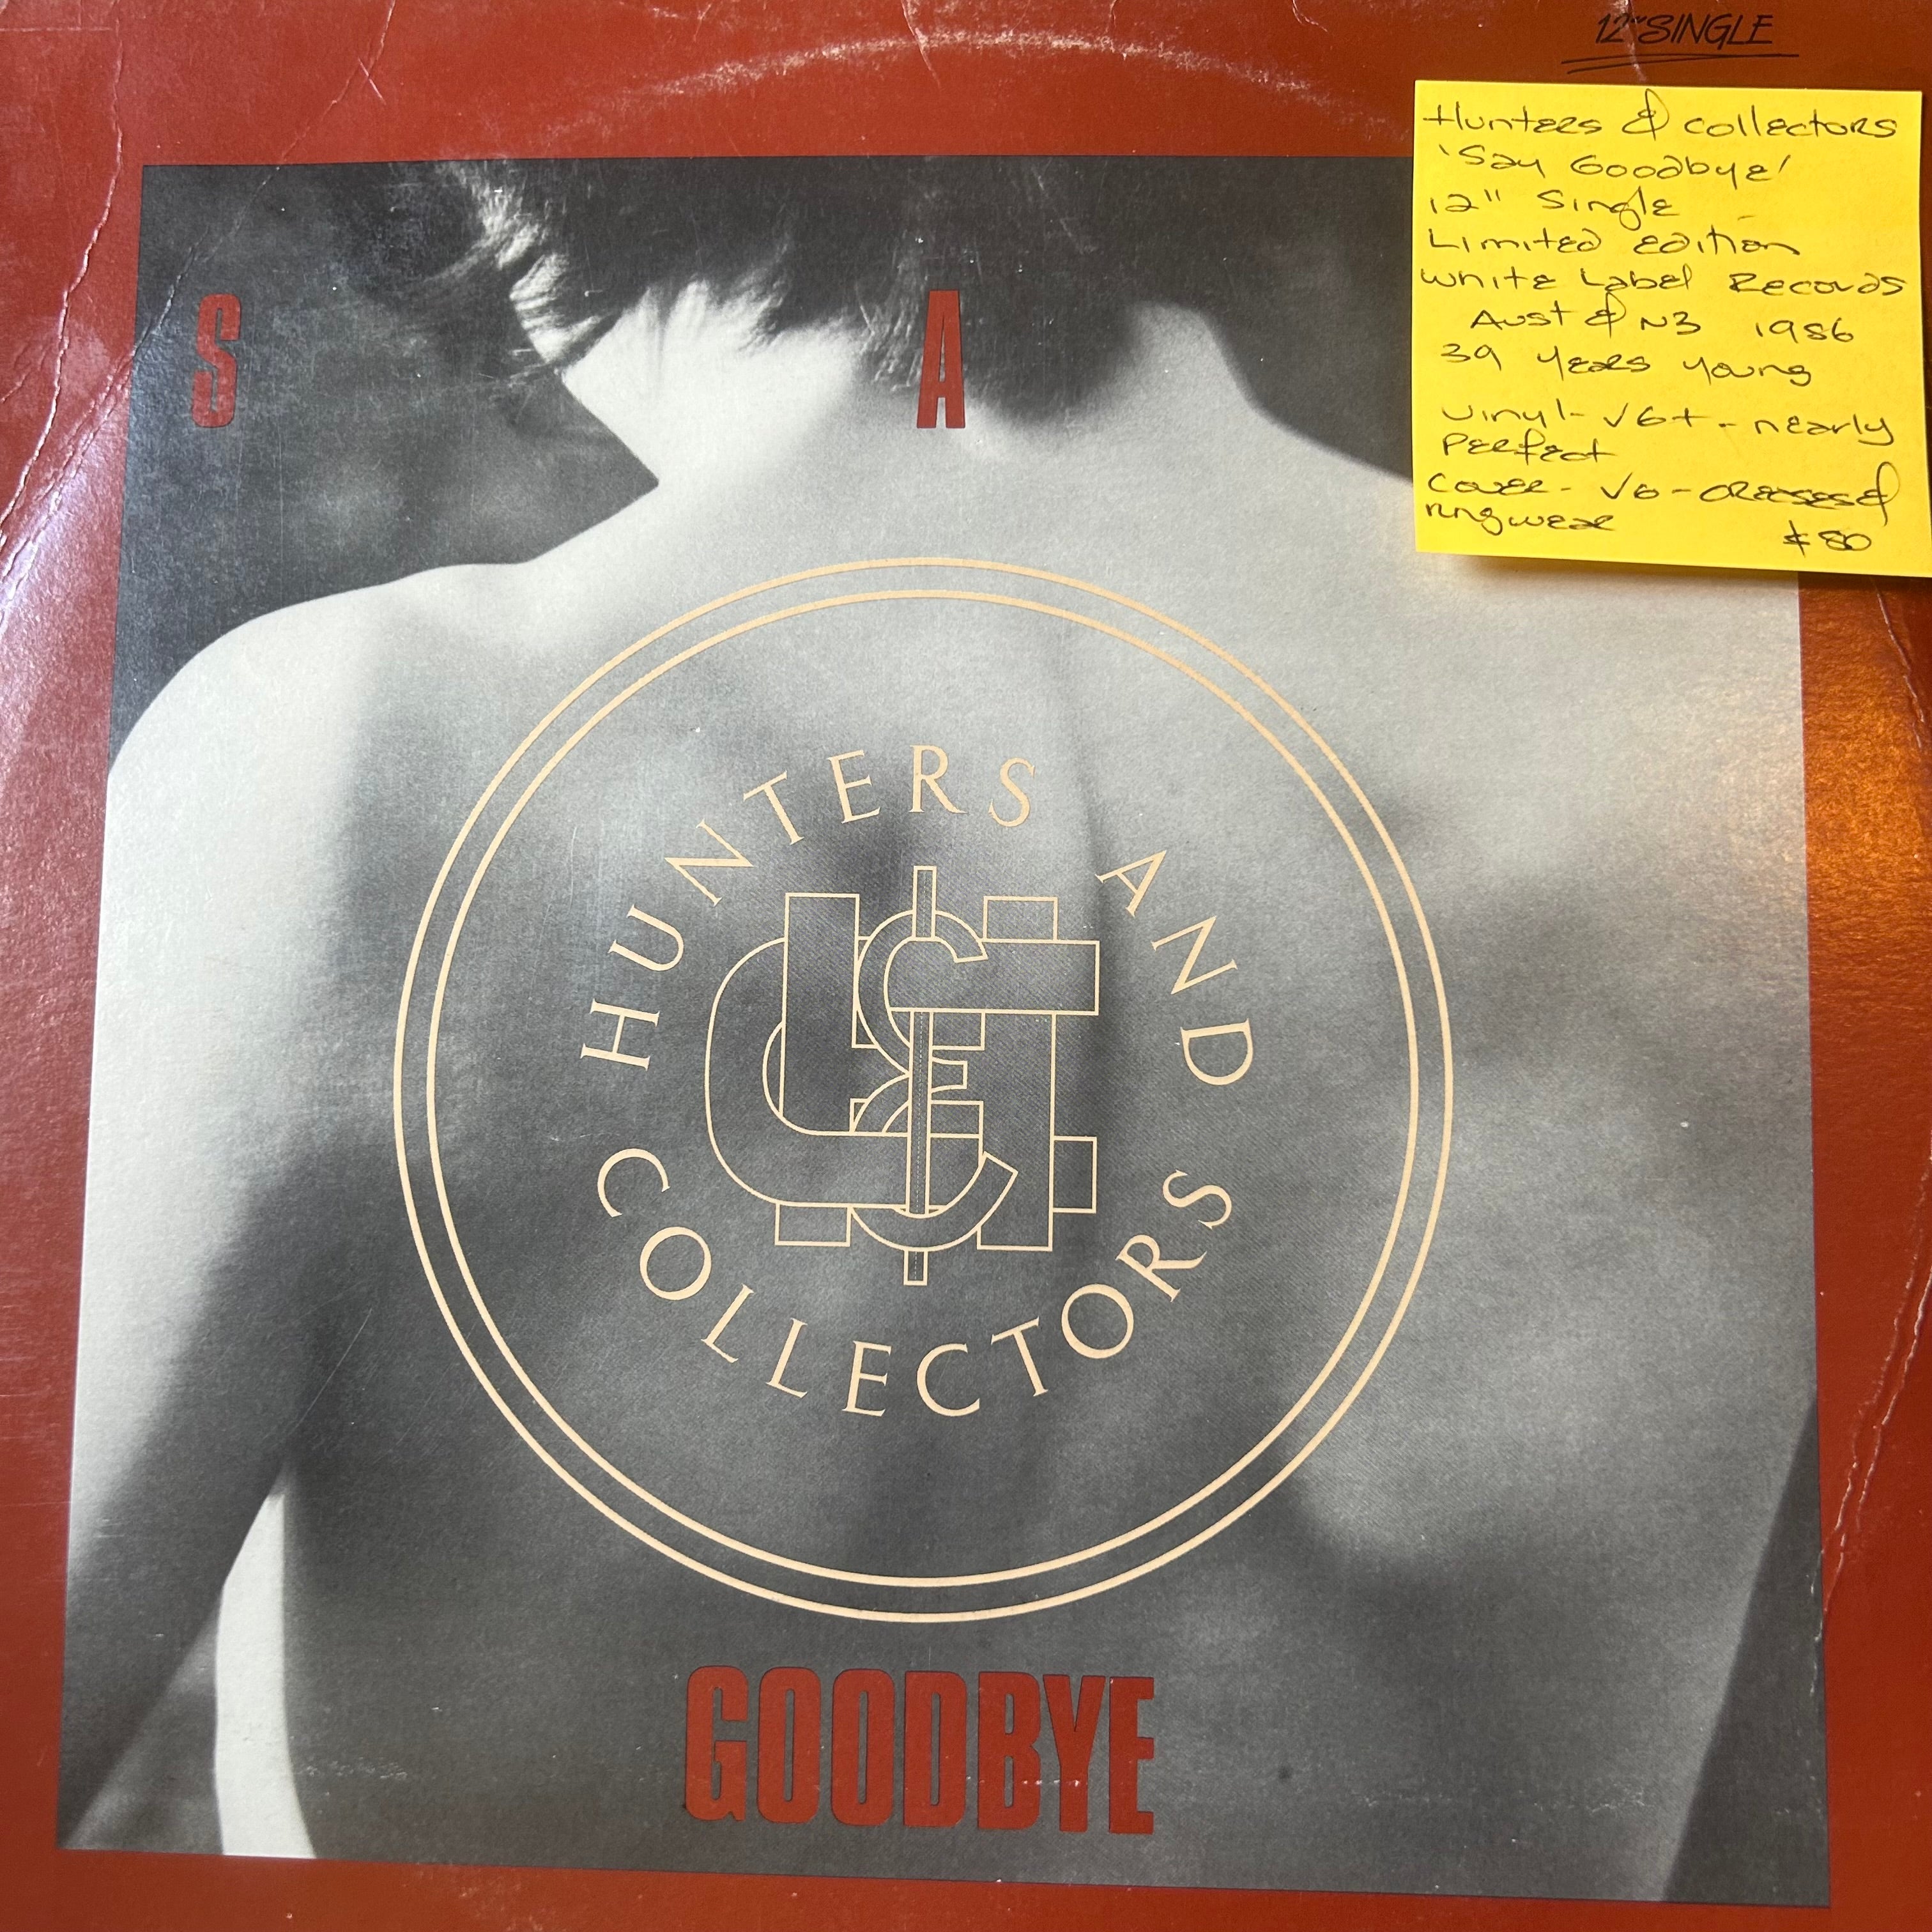 12" SINGLE
Hunters & Collectors
'Say Goodbye'
12" Single
Limited Edition
White Label Records
Aust & NZ 1986
39 years young
Vinyl - VG+ - nearly
perfect
Cover - VG - creases &
ringwear
$80
S A
HUNTERS AND
COLLECTORS
GOODBYE